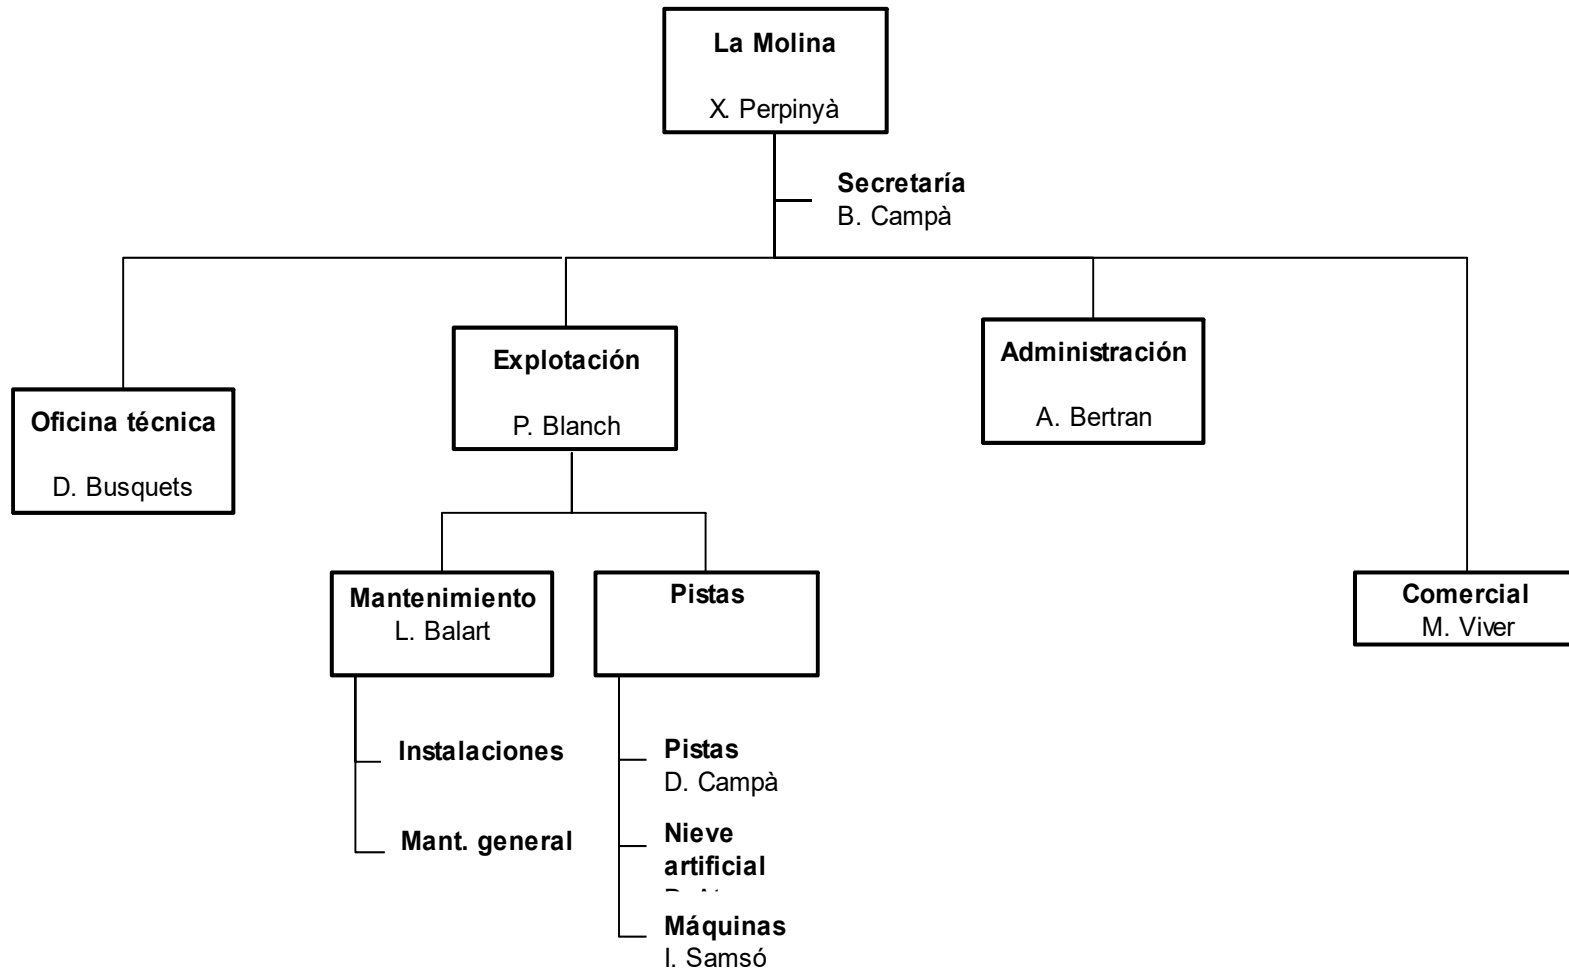 La Molina
X. Perpinyà
Secretaría
B. Campà
Explotación
P. Blanch
Administración
A. Bertran
Oficina técnica
D. Busquets
Mantenimiento
L. Balart
Pistas
Comercial
M. Viver
Instalaciones
Mant. general
Pistas
D. Campà
Nieve
artificial
Máquinas
I. Samsó